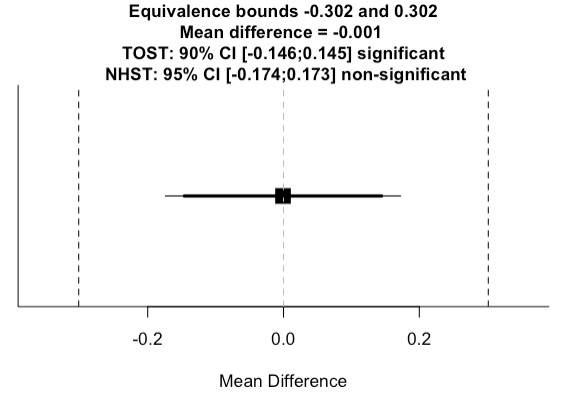 Equivalence bounds -0.302 and 0.302
Mean difference = -0.001
TOST: 90% CI [-0.146;0.145] significant
NHST: 95% CI [-0.174;0.173] non-significant
-0.2 0.0 0.2
Mean Difference